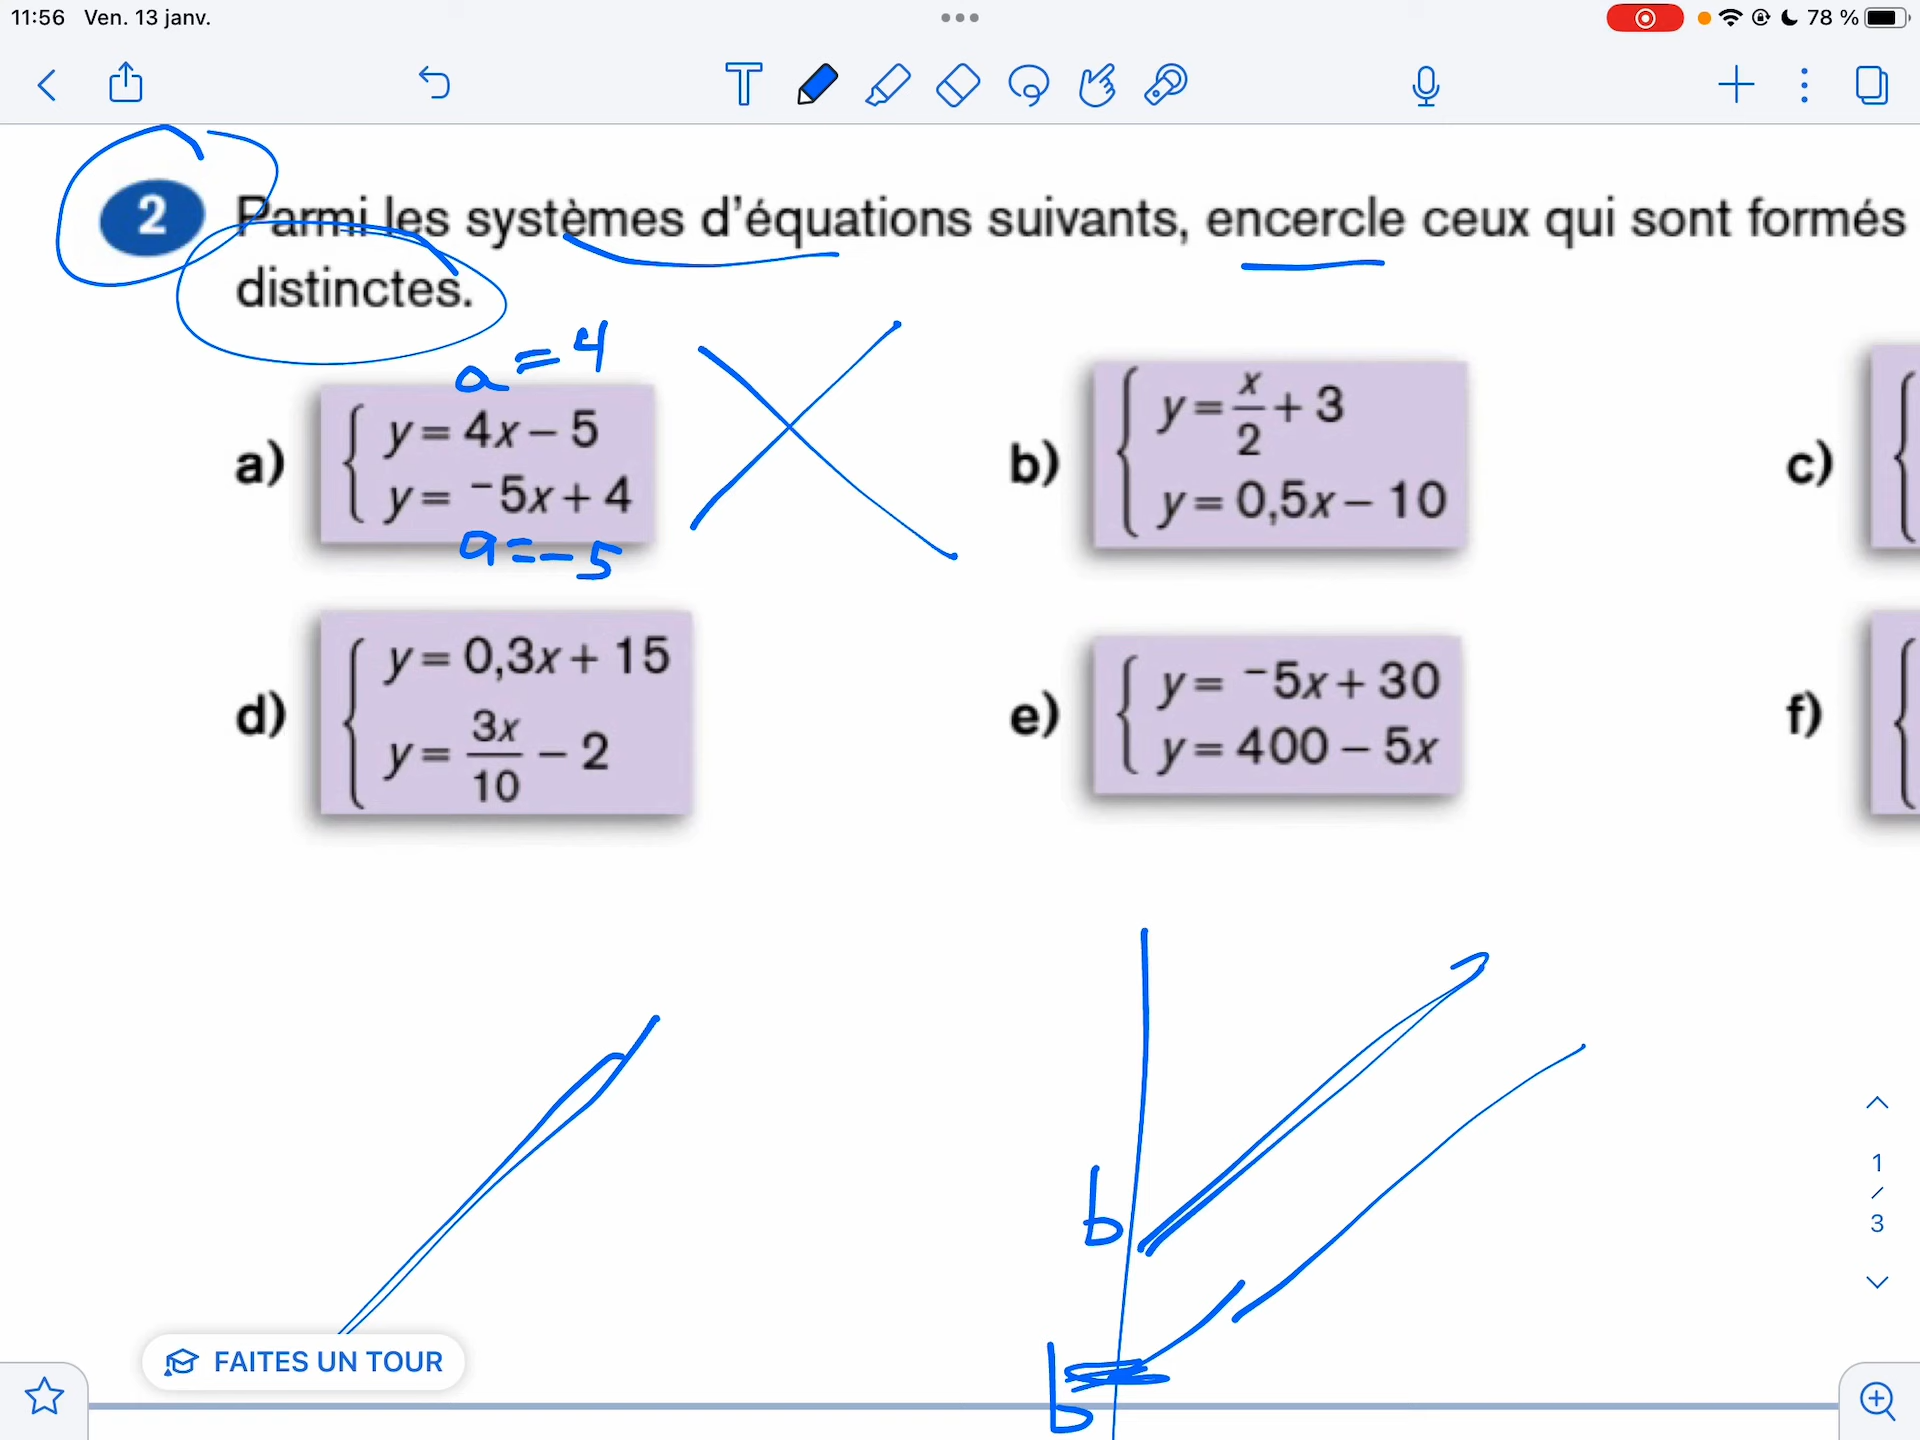 11:56 Ven. 13 janv.
78 %
2 Parmi les systèmes d'équations suivants, encercle ceux qui sont formés
distinctes.
a = 4
a) y = 4x – 5
y = ⁻5x + 4
a = -5
b) y = x/2 + 3
y = 0,5x – 10
c)
d) y = 0,3x + 15
y = 3x/10 – 2
e) y = ⁻5x + 30
y = 400 – 5x
f)
b
b
1
/
3
FAITES UN TOUR